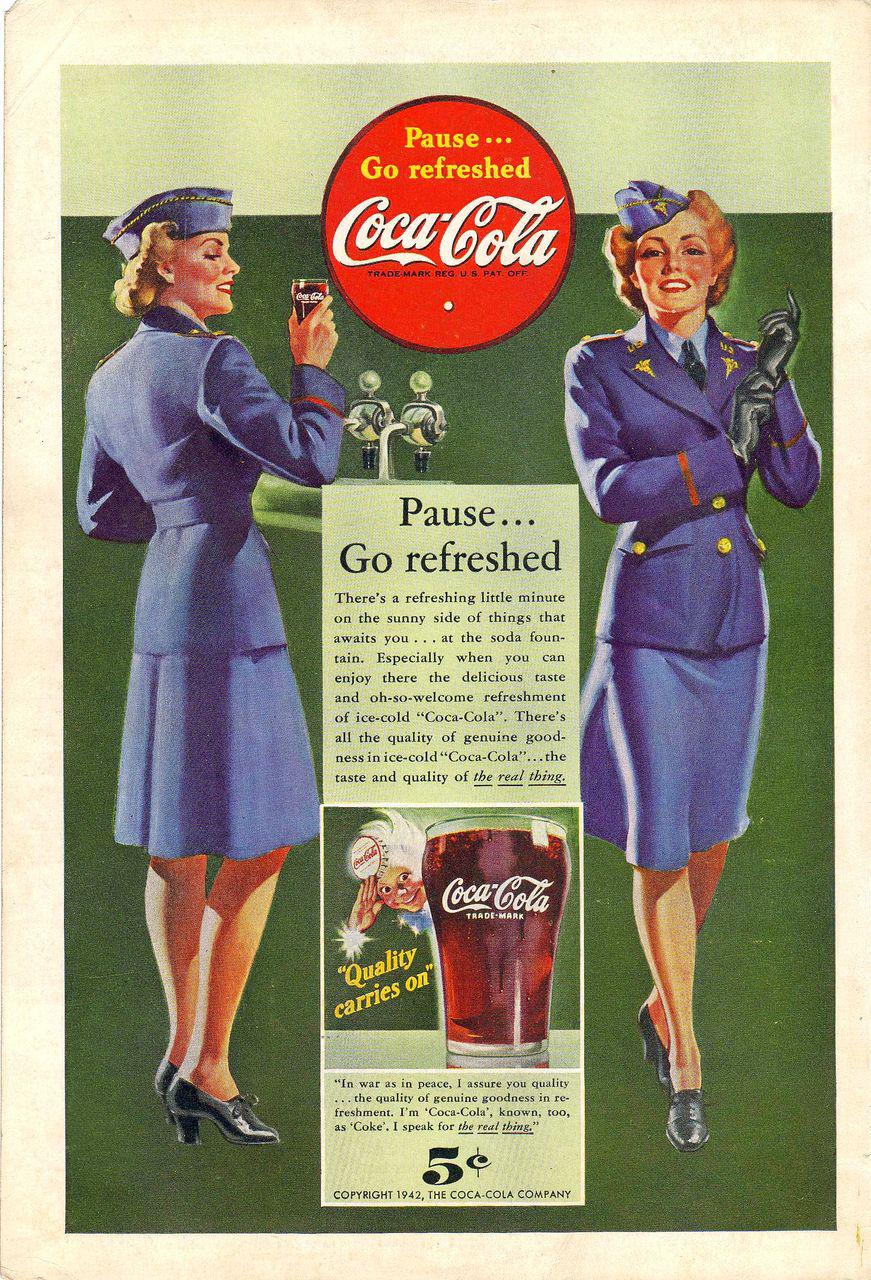 Pause...
Go refreshed
Coca-Cola
TRADE-MARK REG. U.S. PAT. OFF.
Coca-Cola
U S
U S
Pause...
Go refreshed
There's a refreshing little minute
on the sunny side of things that
awaits you . . . at the soda foun-
tain. Especially when you can
enjoy there the delicious taste
and oh-so-welcome refreshment
of ice-cold "Coca-Cola". There's
all the quality of genuine good-
ness in ice-cold "Coca-Cola"...the
taste and quality of the real thing.
Coca-Cola
Coca-Cola
TRADE-MARK
"Quality
carries on"
"In war as in peace, I assure you quality
. . . the quality of genuine goodness in re-
freshment. I'm 'Coca-Cola', known, too,
as 'Coke'. I speak for the real thing."
5¢
COPYRIGHT 1942, THE COCA-COLA COMPANY